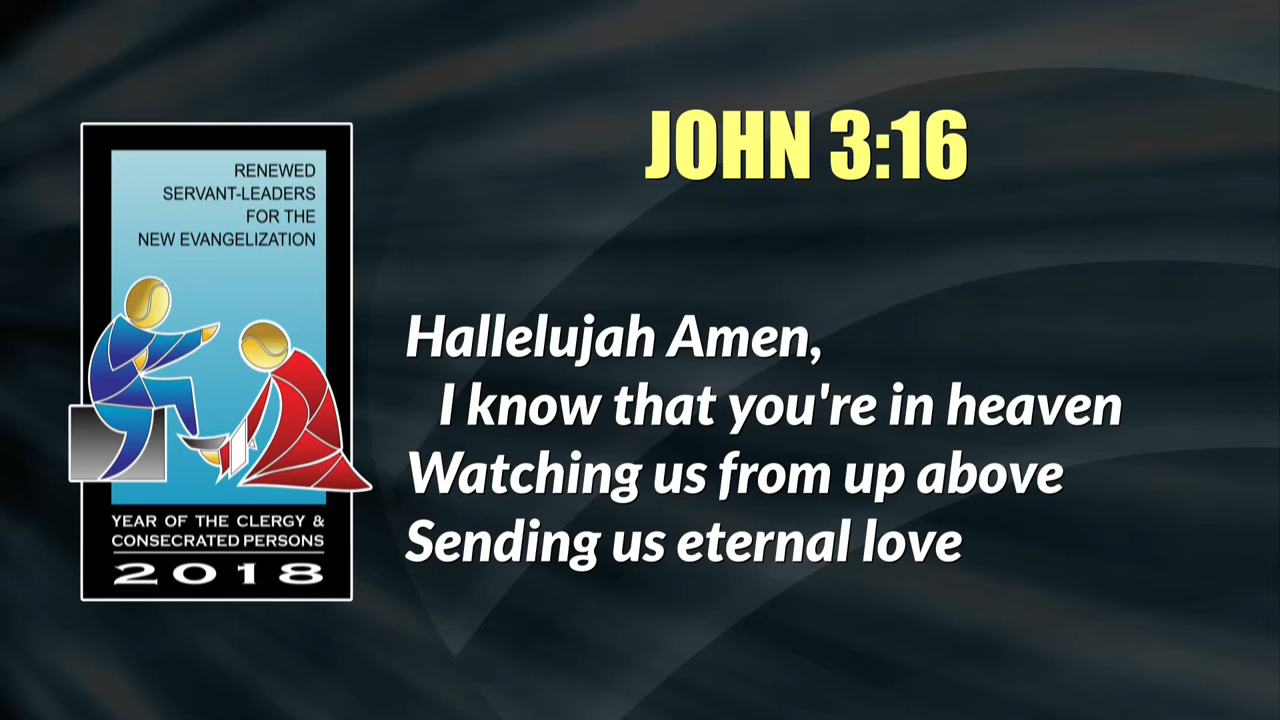 RENEWED
SERVANT-LEADERS
FOR THE
NEW EVANGELIZATION
YEAR OF THE CLERGY &
CONSECRATED PERSONS
2018
JOHN 3:16
Hallelujah Amen,
I know that you're in heaven
Watching us from up above
Sending us eternal love